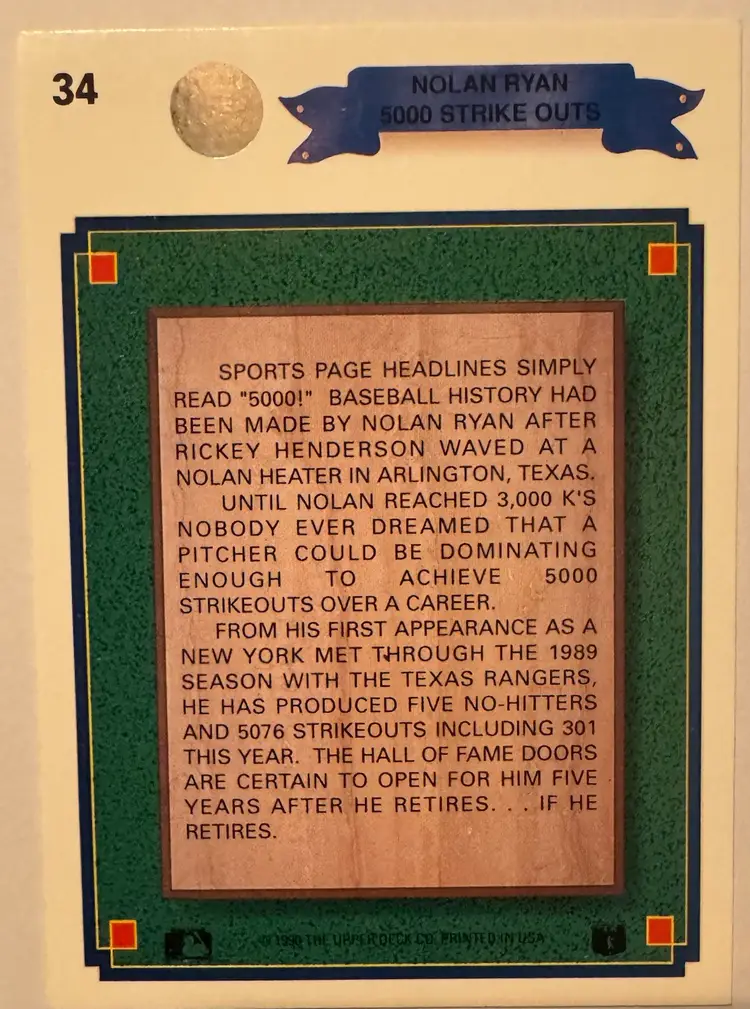 34
NOLAN RYAN
5000 STRIKE OUTS
SPORTS PAGE HEADLINES SIMPLY
READ "5000!" BASEBALL HISTORY HAD
BEEN MADE BY NOLAN RYAN AFTER
RICKEY HENDERSON WAVED AT A
NOLAN HEATER IN ARLINGTON, TEXAS.
UNTIL NOLAN REACHED 3,000 K'S
NOBODY EVER DREAMED THAT A
PITCHER COULD BE DOMINATING
ENOUGH TO ACHIEVE 5000
STRIKEOUTS OVER A CAREER.
FROM HIS FIRST APPEARANCE AS A
NEW YORK MET THROUGH THE 1989
SEASON WITH THE TEXAS RANGERS,
HE HAS PRODUCED FIVE NO-HITTERS
AND 5076 STRIKEOUTS INCLUDING 301
THIS YEAR. THE HALL OF FAME DOORS
ARE CERTAIN TO OPEN FOR HIM FIVE
YEARS AFTER HE RETIRES. . . IF HE
RETIRES.
© 1990 THE UPPER DECK CO. PRINTED IN USA